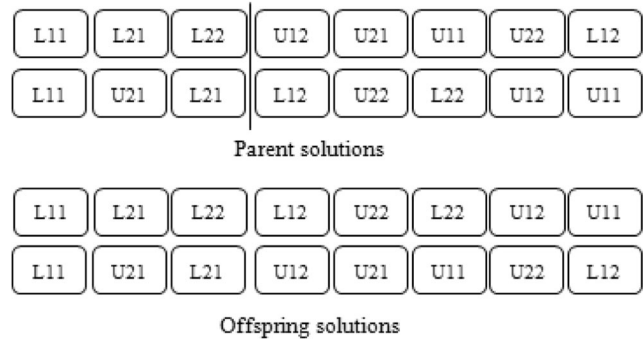 L11 L21 L22 U12 U21 U11 U22 L12
L11 U21 L21 L12 U22 L22 U12 U11
Parent solutions
L11 L21 L22 L12 U22 L22 U12 U11
L11 U21 L21 U12 U21 U11 U22 L12
Offspring solutions